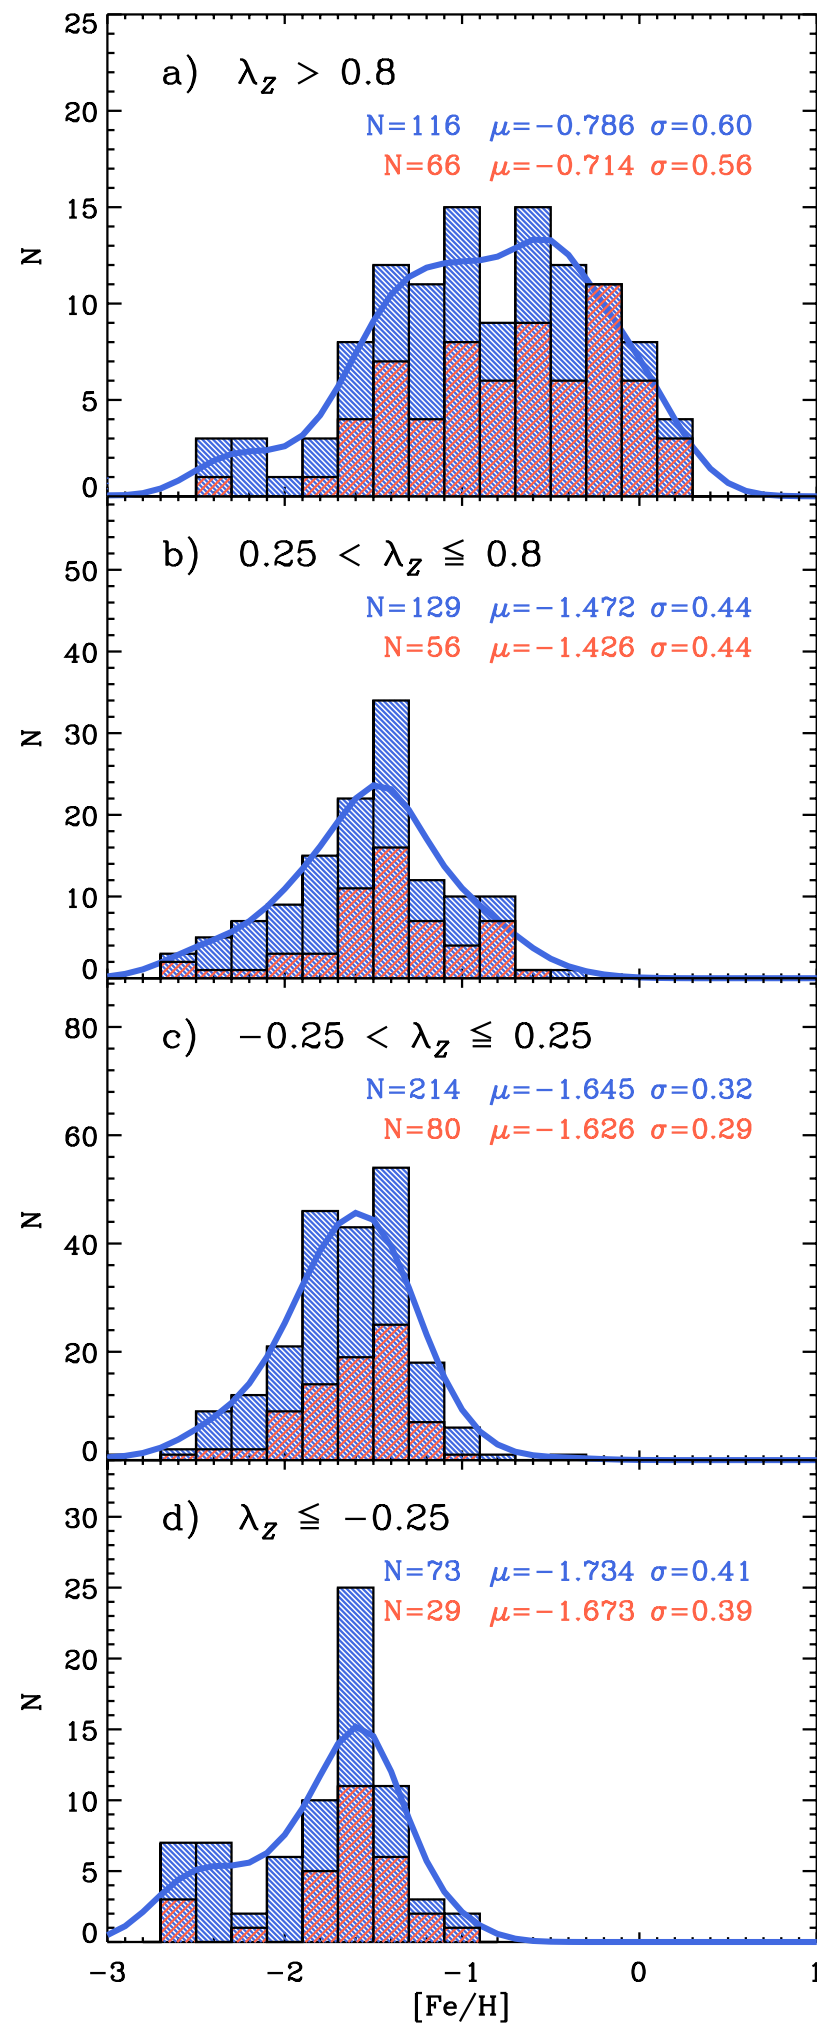 25
a) λZ > 0.8
20
N=116 μ=−0.786 σ=0.60
N=66 μ=−0.714 σ=0.56
15
N
10
5
0
b) 0.25 < λZ ≦ 0.8
50
N=129 μ=−1.472 σ=0.44
N=56 μ=−1.426 σ=0.44
40
N
30
20
10
0
c) −0.25 < λZ ≦ 0.25
80
N=214 μ=−1.645 σ=0.32
N=80 μ=−1.626 σ=0.29
60
N
40
20
0
d) λZ ≦ −0.25
30
N=73 μ=−1.734 σ=0.41
N=29 μ=−1.673 σ=0.39
25
20
N
15
10
5
0
−3 −2 −1 0 1
[Fe/H]